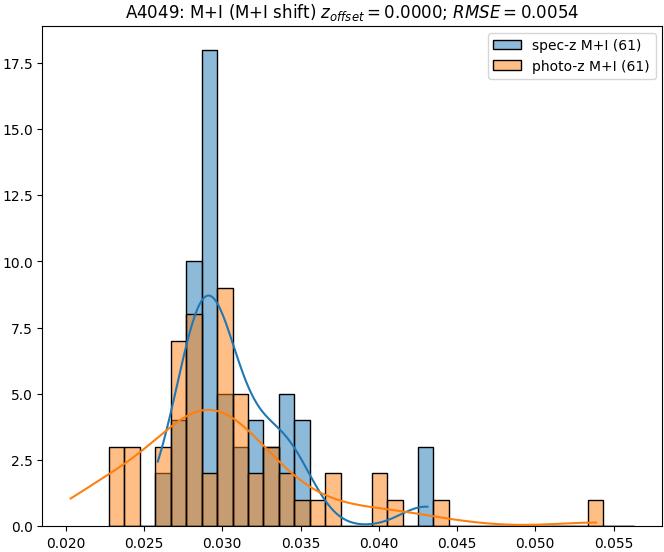 A4049: M+I (M+I shift) z_offset = 0.0000; RMSE = 0.0054
spec-z M+I (61)
photo-z M+I (61)
17.5
15.0
12.5
10.0
7.5
5.0
2.5
0.0
0.020 0.025 0.030 0.035 0.040 0.045 0.050 0.055